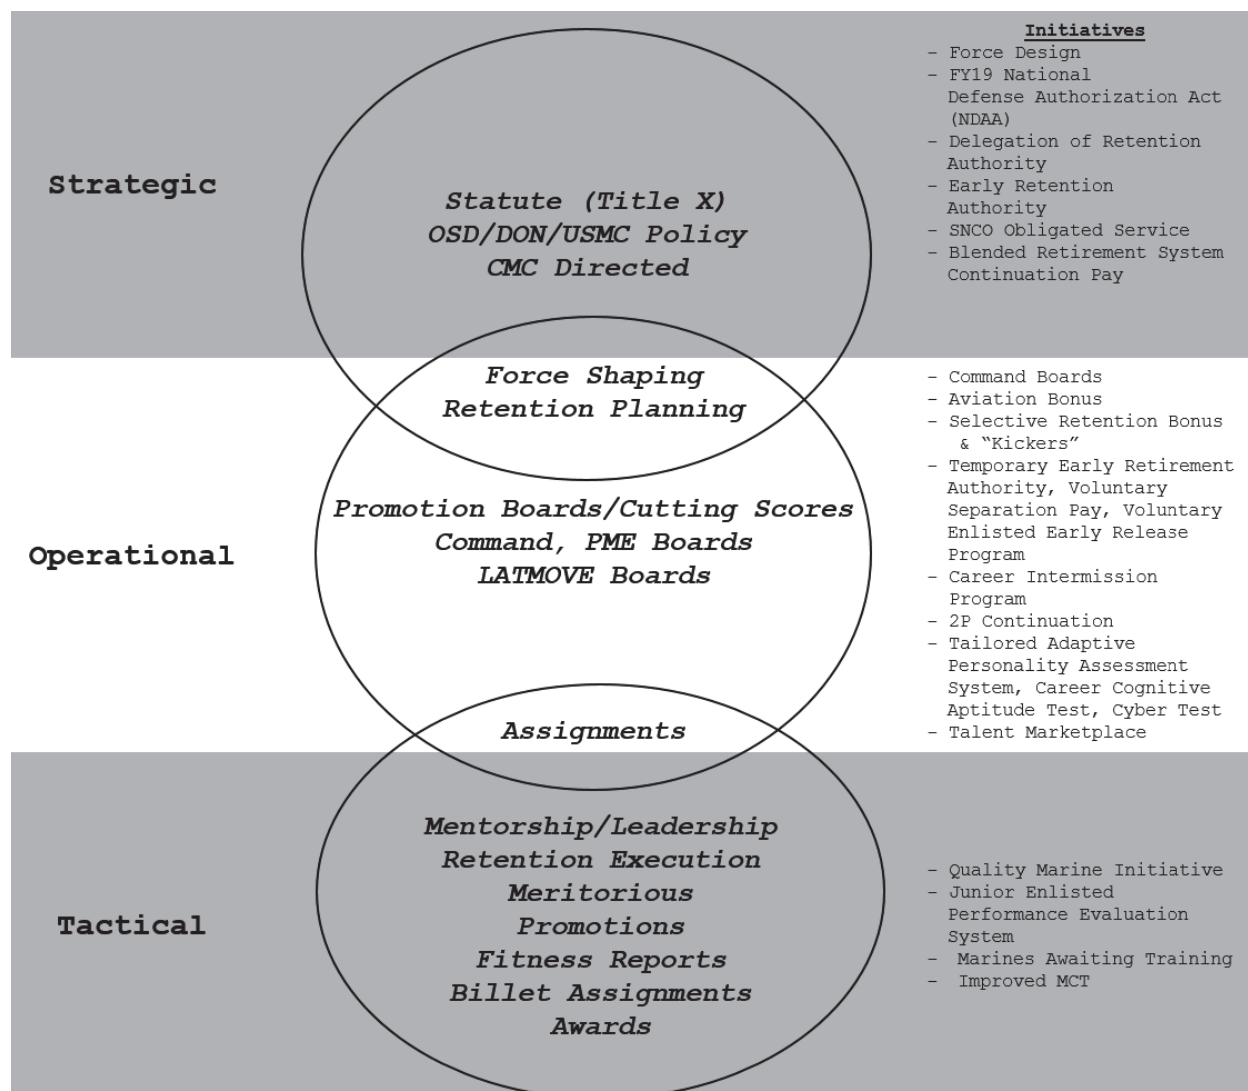 Strategic
Statute (Title X)
OSD/DON/USMC Policy
CMC Directed
Initiatives
- Force Design
- FY19 National
Defense Authorization Act
(NDAA)
- Delegation of Retention
Authority
- Early Retention
Authority
- SNCO Obligated Service
- Blended Retirement System
Continuation Pay
Force Shaping
Retention Planning
Operational
Promotion Boards/Cutting Scores
Command, PME Boards
LATMOVE Boards
Assignments
- Command Boards
- Aviation Bonus
- Selective Retention Bonus
& “Kickers”
- Temporary Early Retirement
Authority, Voluntary
Separation Pay, Voluntary
Enlisted Early Release
Program
- Career Intermission
Program
- 2P Continuation
- Tailored Adaptive
Personality Assessment
System, Career Cognitive
Aptitude Test, Cyber Test
- Talent Marketplace
Tactical
Mentorship/Leadership
Retention Execution
Meritorious
Promotions
Fitness Reports
Billet Assignments
Awards
- Quality Marine Initiative
- Junior Enlisted
Performance Evaluation
System
- Marines Awaiting Training
- Improved MCT